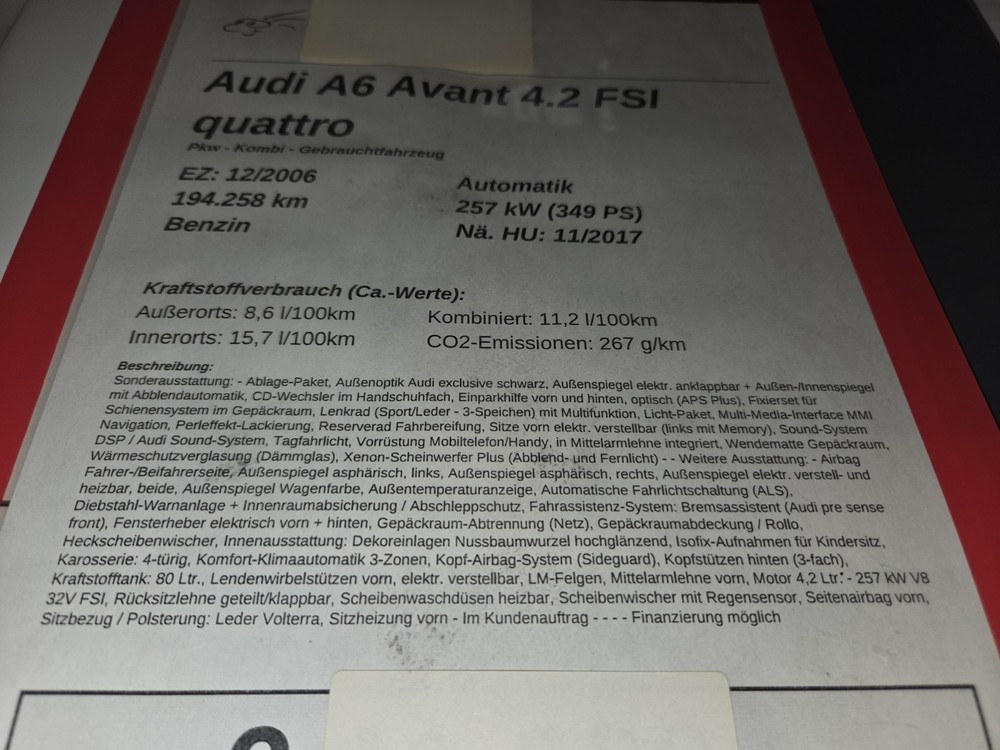 Audi A6 Avant 4.2 FSI
quattro
Pkw - Kombi - Gebrauchtfahrzeug
EZ: 12/2006
194.258 km
Benzin
Automatik
257 kW (349 PS)
Nä. HU: 11/2017
Kraftstoffverbrauch (Ca.-Werte):
Außerorts: 8,6 l/100km
Innerorts: 15,7 l/100km
Kombiniert: 11,2 l/100km
CO2-Emissionen: 267 g/km
Beschreibung:
Sonderausstattung: - Ablage-Paket, Außenoptik Audi exclusive schwarz, Außenspiegel elektr. anklappbar + Außen-/Innenspiegel
mit Abblendautomatik, CD-Wechsler im Handschuhfach, Einparkhilfe vorn und hinten, optisch (APS Plus), Fixierset für
Schienensystem im Gepäckraum, Lenkrad (Sport/Leder - 3-Speichen) mit Multifunktion, Licht-Paket, Multi-Media-Interface MMI
Navigation, Perleffekt-Lackierung, Reserverad Fahrbereifung, Sitze vorn elektr. verstellbar (links mit Memory), Sound-System
DSP / Audi Sound-System, Tagfahrlicht, Vorrüstung Mobiltelefon/Handy, in Mittelarmlehne integriert, Wendematte Gepäckraum,
Wärmeschutzverglasung (Dämmglas), Xenon-Scheinwerfer Plus (Abblend- und Fernlicht) - - Weitere Ausstattung: - Airbag
Fahrer-/Beifahrerseite, Außenspiegel asphärisch, links, Außenspiegel asphärisch, rechts, Außenspiegel elektr. verstell- und
heizbar, beide, Außenspiegel Wagenfarbe, Außentemperaturanzeige, Automatische Fahrlichtschaltung (ALS),
Diebstahl-Warnanlage + Innenraumabsicherung / Abschleppschutz, Fahrassistenz-System: Bremsassistent (Audi pre sense
front), Fensterheber elektrisch vorn + hinten, Gepäckraum-Abtrennung (Netz), Gepäckraumabdeckung / Rollo,
Heckscheibenwischer, Innenausstattung: Dekoreinlagen Nussbaumwurzel hochglänzend, Isofix-Aufnahmen für Kindersitz,
Karosserie: 4-türig, Komfort-Klimaautomatik 3-Zonen, Kopf-Airbag-System (Sideguard), Kopfstützen hinten (3-fach),
Kraftstofftank: 80 Ltr., Lendenwirbelstützen vorn, elektr. verstellbar, LM-Felgen, Mittelarmlehne vorn, Motor 4,2 Ltr. - 257 kW V8
32V FSI, Rücksitzlehne geteilt/klappbar, Scheibenwaschdüsen heizbar, Scheibenwischer mit Regensensor, Seitenairbag vorn,
Sitzbezug / Polsterung: Leder Volterra, Sitzheizung vorn - Im Kundenauftrag - - - - Finanzierung möglich